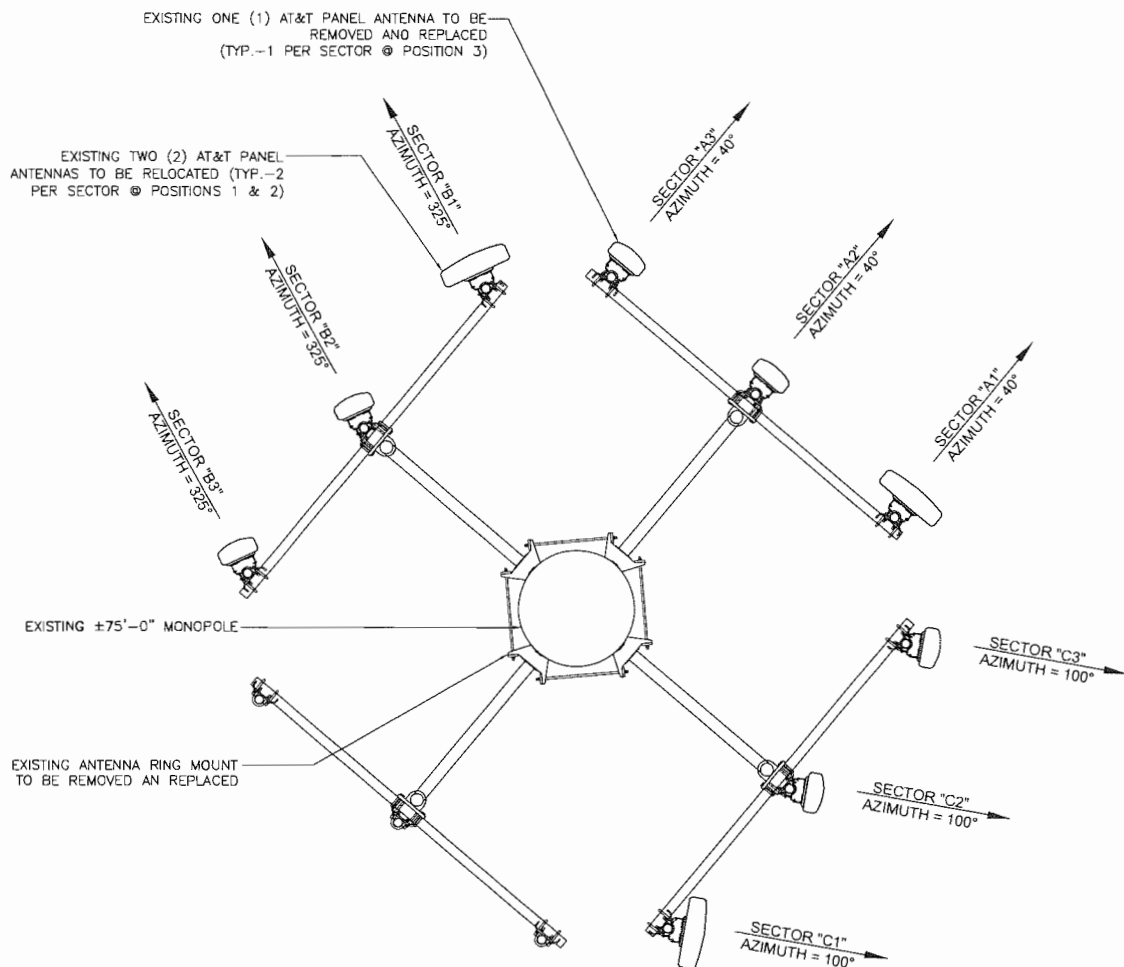 EXISTING ONE (1) AT&T PANEL ANTENNA TO BE
REMOVED AND REPLACED
(TYP.-1 PER SECTOR @ POSITION 3)
EXISTING TWO (2) AT&T PANEL
ANTENNAS TO BE RELOCATED (TYP.-2
PER SECTOR @ POSITIONS 1 & 2)
SECTOR "B1"
AZIMUTH = 325°
SECTOR "A3"
AZIMUTH = 40°
SECTOR "B2"
AZIMUTH = 325°
SECTOR "A2"
AZIMUTH = 40°
SECTOR "B3"
AZIMUTH = 325°
SECTOR "A1"
AZIMUTH = 40°
EXISTING ±75'-0" MONOPOLE
SECTOR "C3"
AZIMUTH = 100°
EXISTING ANTENNA RING MOUNT
TO BE REMOVED AN REPLACED
SECTOR "C2"
AZIMUTH = 100°
SECTOR "C1"
AZIMUTH = 100°